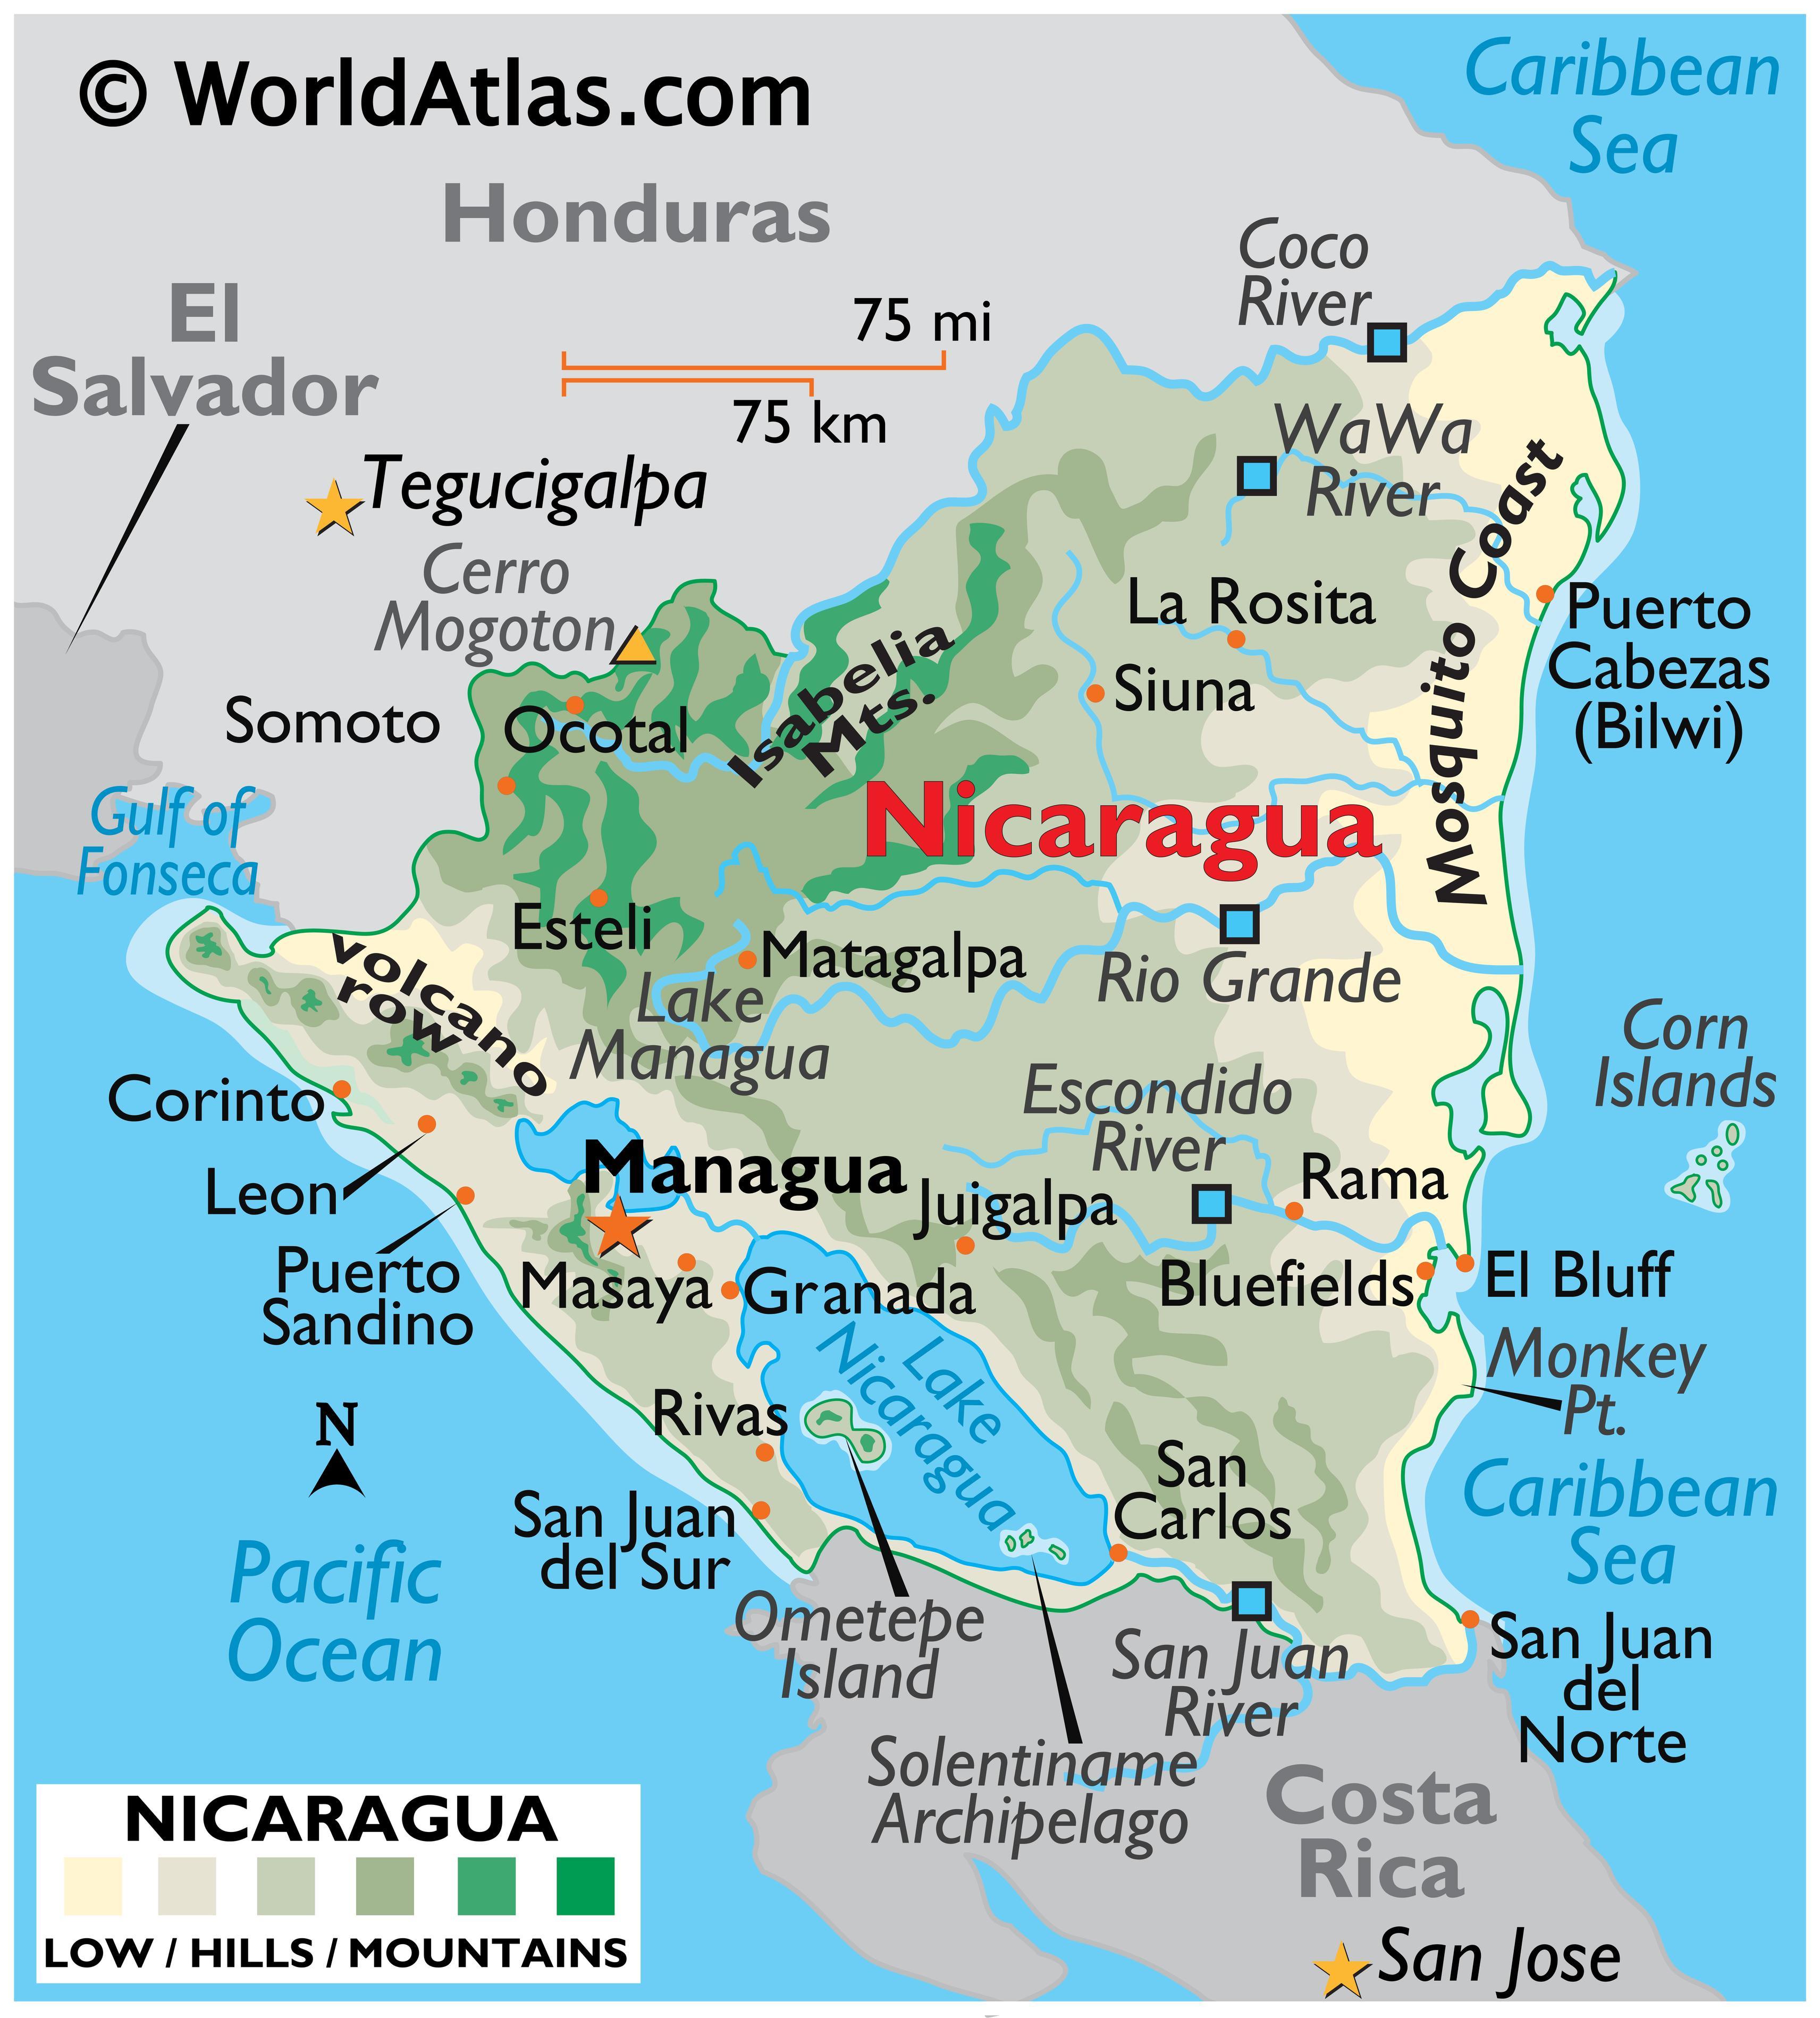 © WorldAtlas.com
Caribbean
Sea
Honduras
El
Salvador
Coco
River
75 mi
75 km
WaWa
River
Tegucigalpa
Cerro
Mogoton
La Rosita
Puerto
Cabezas
(Bilwi)
Mosquito Coast
Isabelia
Mts.
Siuna
Somoto
Ocotal
Nicaragua
Gulf of
Fonseca
Esteli
Matagalpa
Rio Grande
volcano
row
Lake
Managua
Corn
Islands
Corinto
Escondido
River
Leon
Managua
Juigalpa
Rama
Puerto
Sandino
Masaya
Granada
Bluefields
El Bluff
Monkey
Pt.
Lake
Nicaragua
Rivas
N
San
Carlos
Caribbean
Sea
San Juan
del Sur
Pacific
Ocean
Ometepe
Island
San Juan
River
San Juan
del
Norte
Solentiname
Archipelago
Costa
Rica
San Jose
NICARAGUA
LOW / HILLS / MOUNTAINS